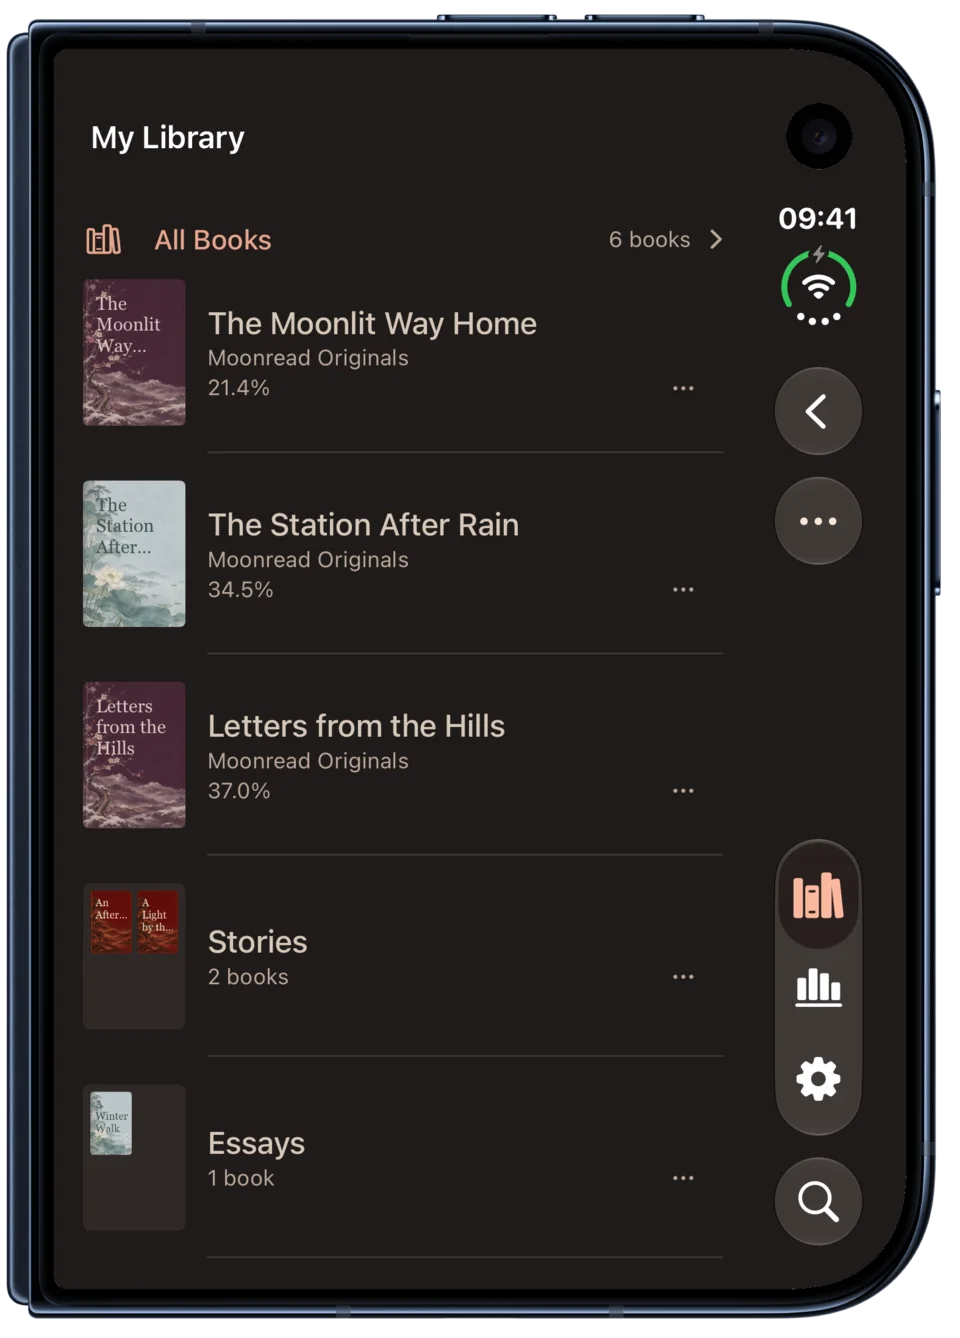 My Library
09:41
All Books
6 books
The
Moonlit
Way...
The Moonlit Way Home
Moonread Originals
21.4%
The
Station
After...
The Station After Rain
Moonread Originals
34.5%
Letters
from the
Hills
Letters from the Hills
Moonread Originals
37.0%
An
After...
A
Light
by th...
Stories
2 books
A
Winter
Walk
Essays
1 book